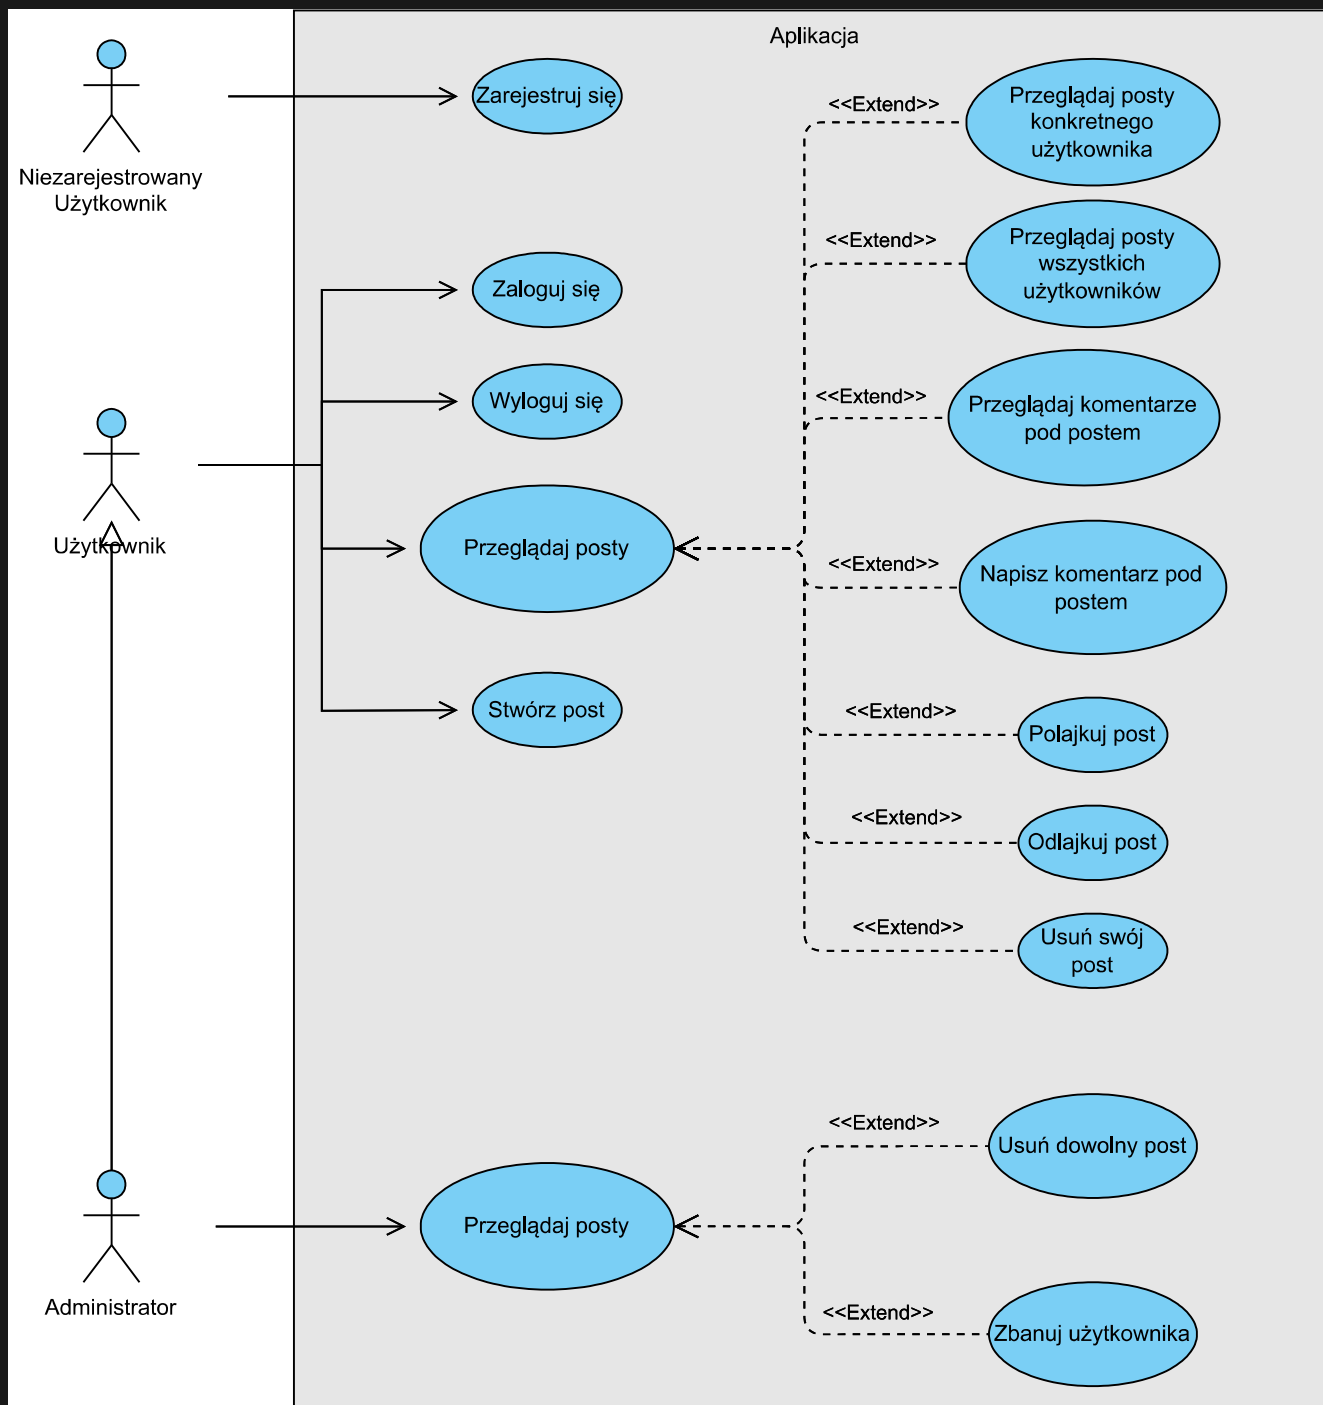 Aplikacja
Niezarejestrowany
Użytkownik
Zarejestruj się
<<Extend>>
Przeglądaj posty
konkretnego
użytkownika
<<Extend>>
Przeglądaj posty
wszystkich
użytkowników
Zaloguj się
Wyloguj się
<<Extend>>
Przeglądaj komentarze
pod postem
Użytkownik
Przeglądaj posty
<<Extend>>
Napisz komentarz pod
postem
Stwórz post
<<Extend>>
Polajkuj post
<<Extend>>
Odlajkuj post
<<Extend>>
Usuń swój
post
<<Extend>>
Usuń dowolny post
Administrator
Przeglądaj posty
<<Extend>>
Zbanuj użytkownika